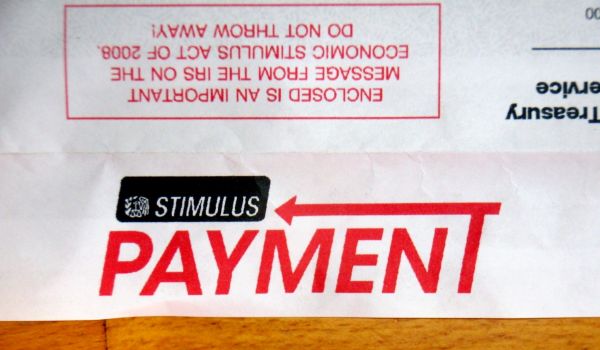 ENCLOSED IS AN IMPORTANT
MESSAGE FROM THE IRS ON THE
ECONOMIC STIMULUS ACT OF 2008.
DO NOT THROW AWAY!
Treasury
ervice
00
STIMULUS
PAYMENT